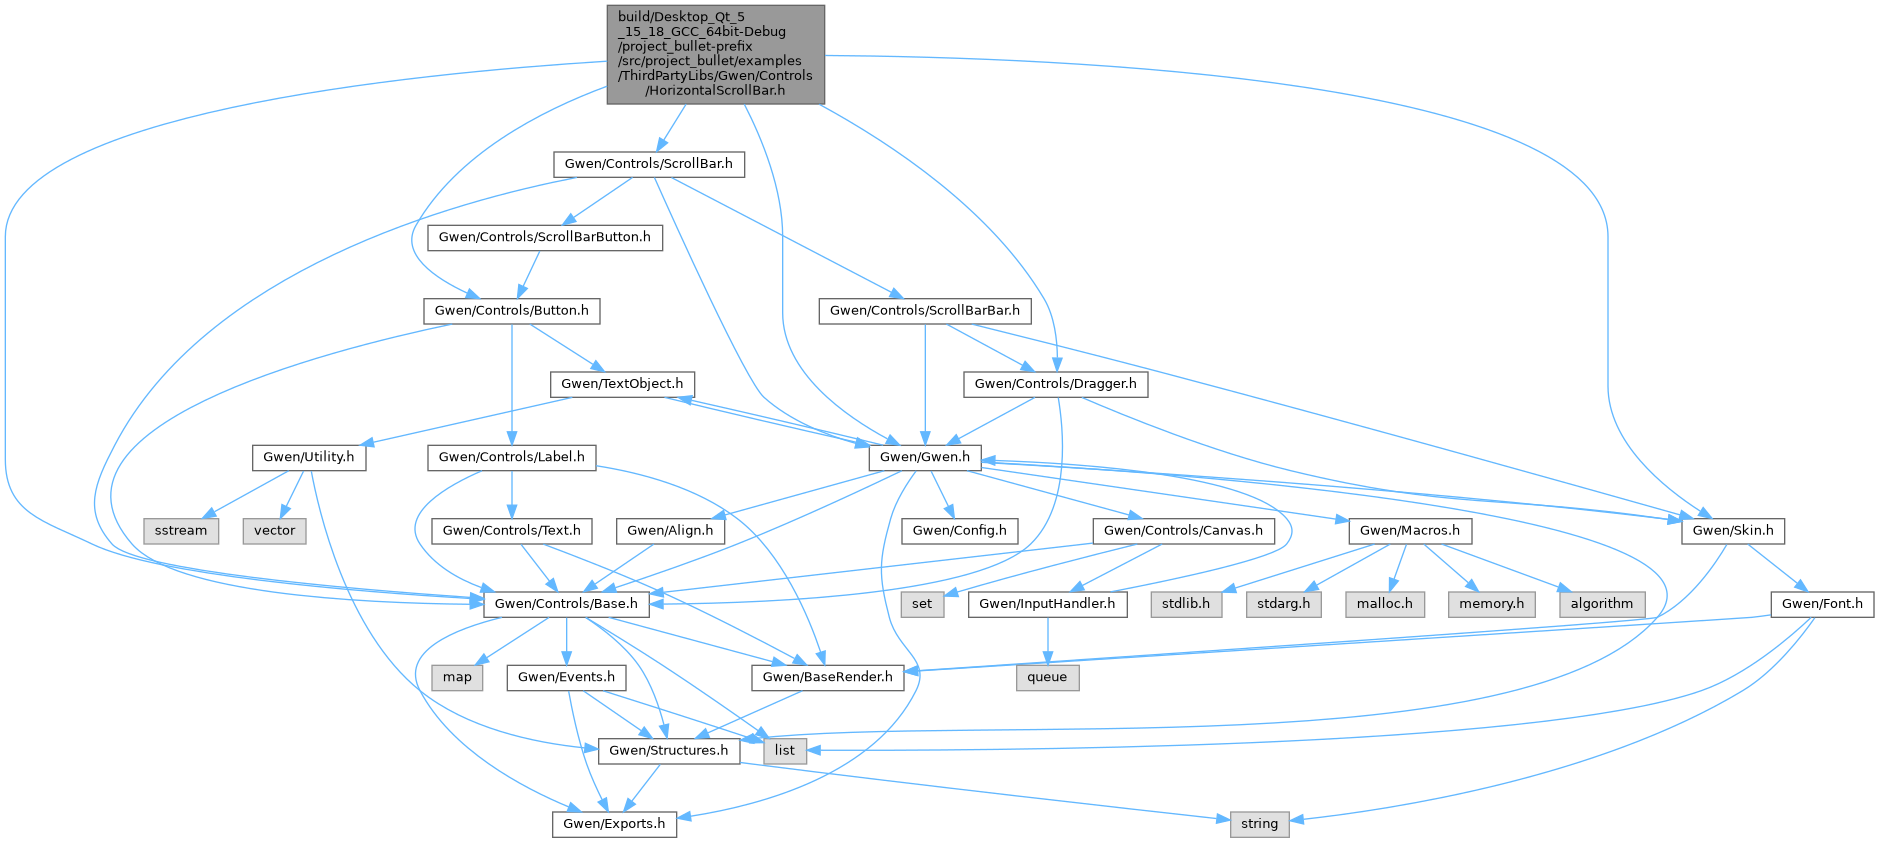 build/Desktop_Qt_5
_15_18_GCC_64bit-Debug
/project_bullet-prefix
/src/project_bullet/examples
/ThirdPartyLibs/Gwen/Controls
/HorizontalScrollBar.h
Gwen/Controls/ScrollBar.h
Gwen/Controls/ScrollBarButton.h
Gwen/Controls/Button.h
Gwen/Controls/ScrollBarBar.h
Gwen/TextObject.h
Gwen/Controls/Dragger.h
Gwen/Utility.h
Gwen/Controls/Label.h
Gwen/Gwen.h
sstream
vector
Gwen/Controls/Text.h
Gwen/Align.h
Gwen/Config.h
Gwen/Controls/Canvas.h
Gwen/Macros.h
Gwen/Skin.h
Gwen/Controls/Base.h
set
Gwen/InputHandler.h
stdlib.h
stdarg.h
malloc.h
memory.h
algorithm
Gwen/Font.h
map
Gwen/Events.h
Gwen/BaseRender.h
queue
Gwen/Structures.h
list
Gwen/Exports.h
string